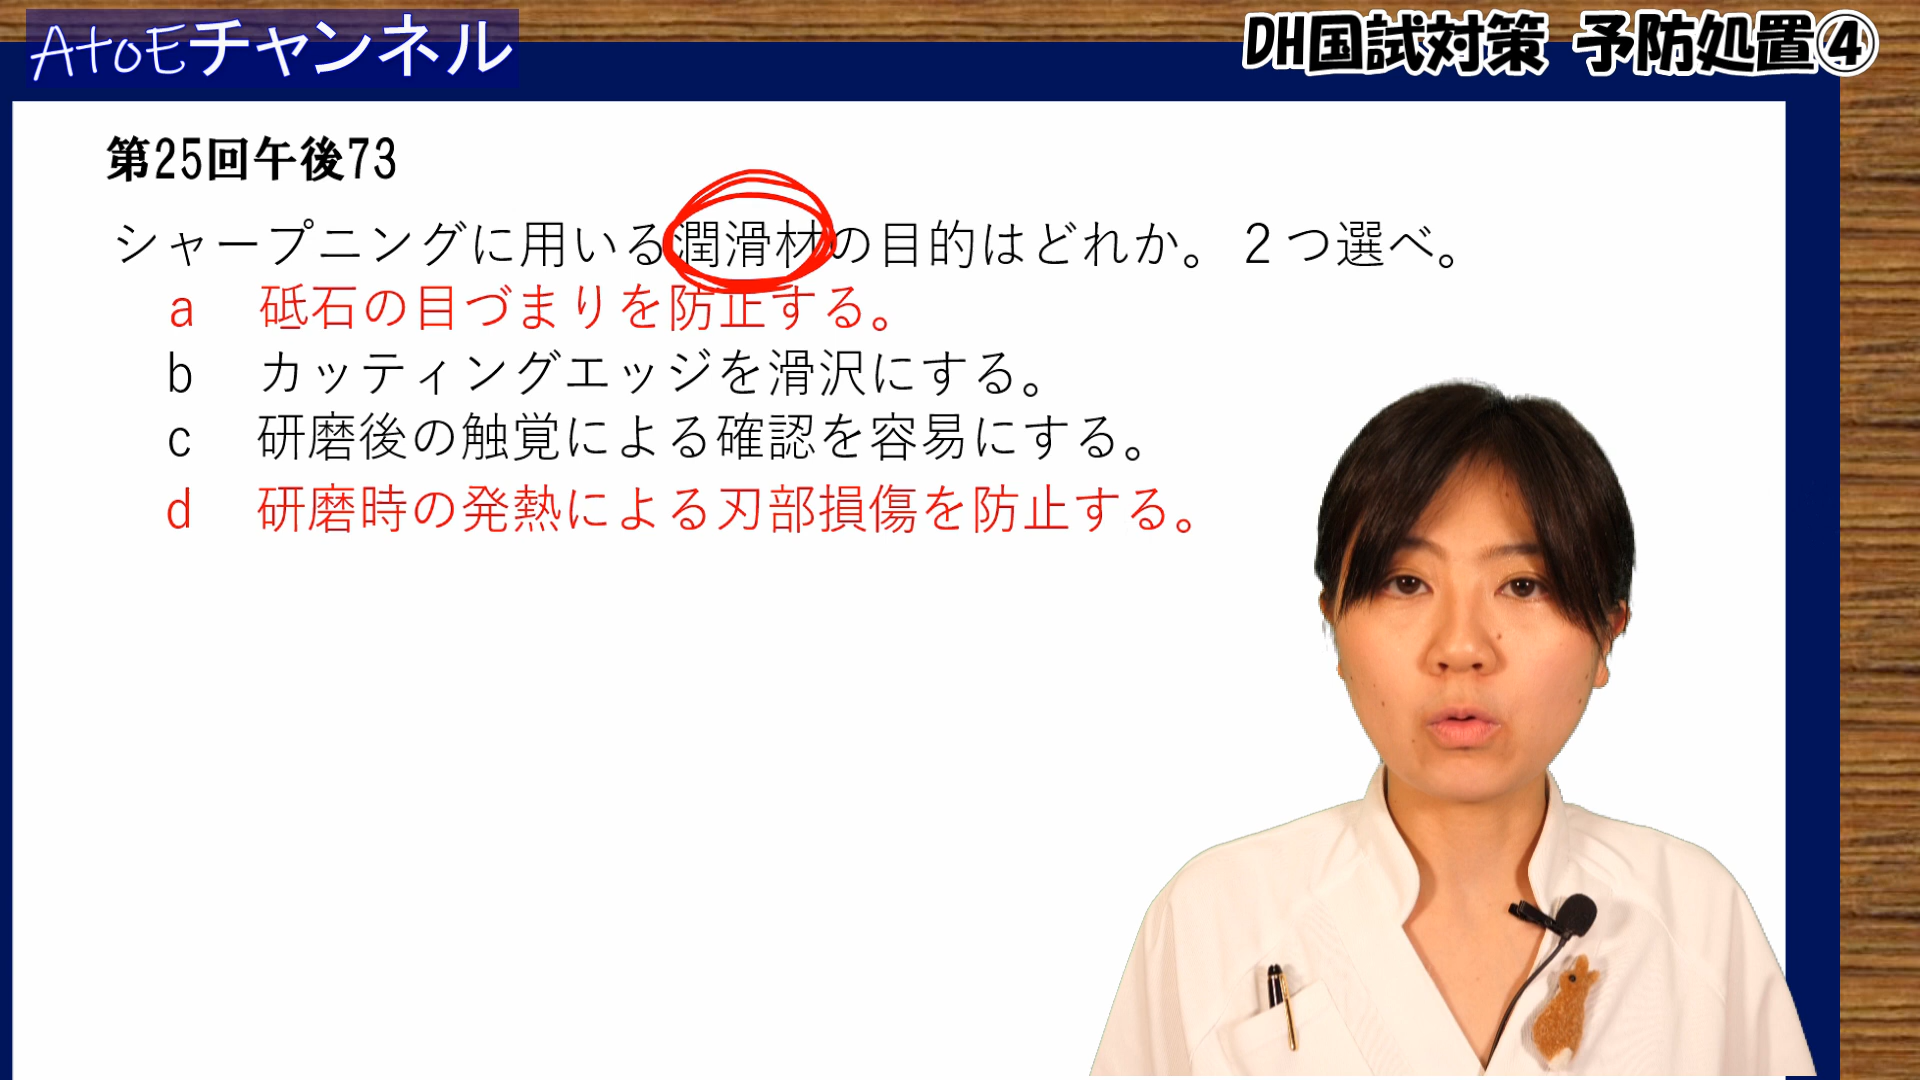 AtoEチャンネル
DH国試対策 予防処置④
第25回午後73
シャープニングに用いる潤滑材の目的はどれか。２つ選べ。
a 砥石の目づまりを防止する。
b カッティングエッジを滑沢にする。
c 研磨後の触覚による確認を容易にする。
d 研磨時の発熱による刃部損傷を防止する。